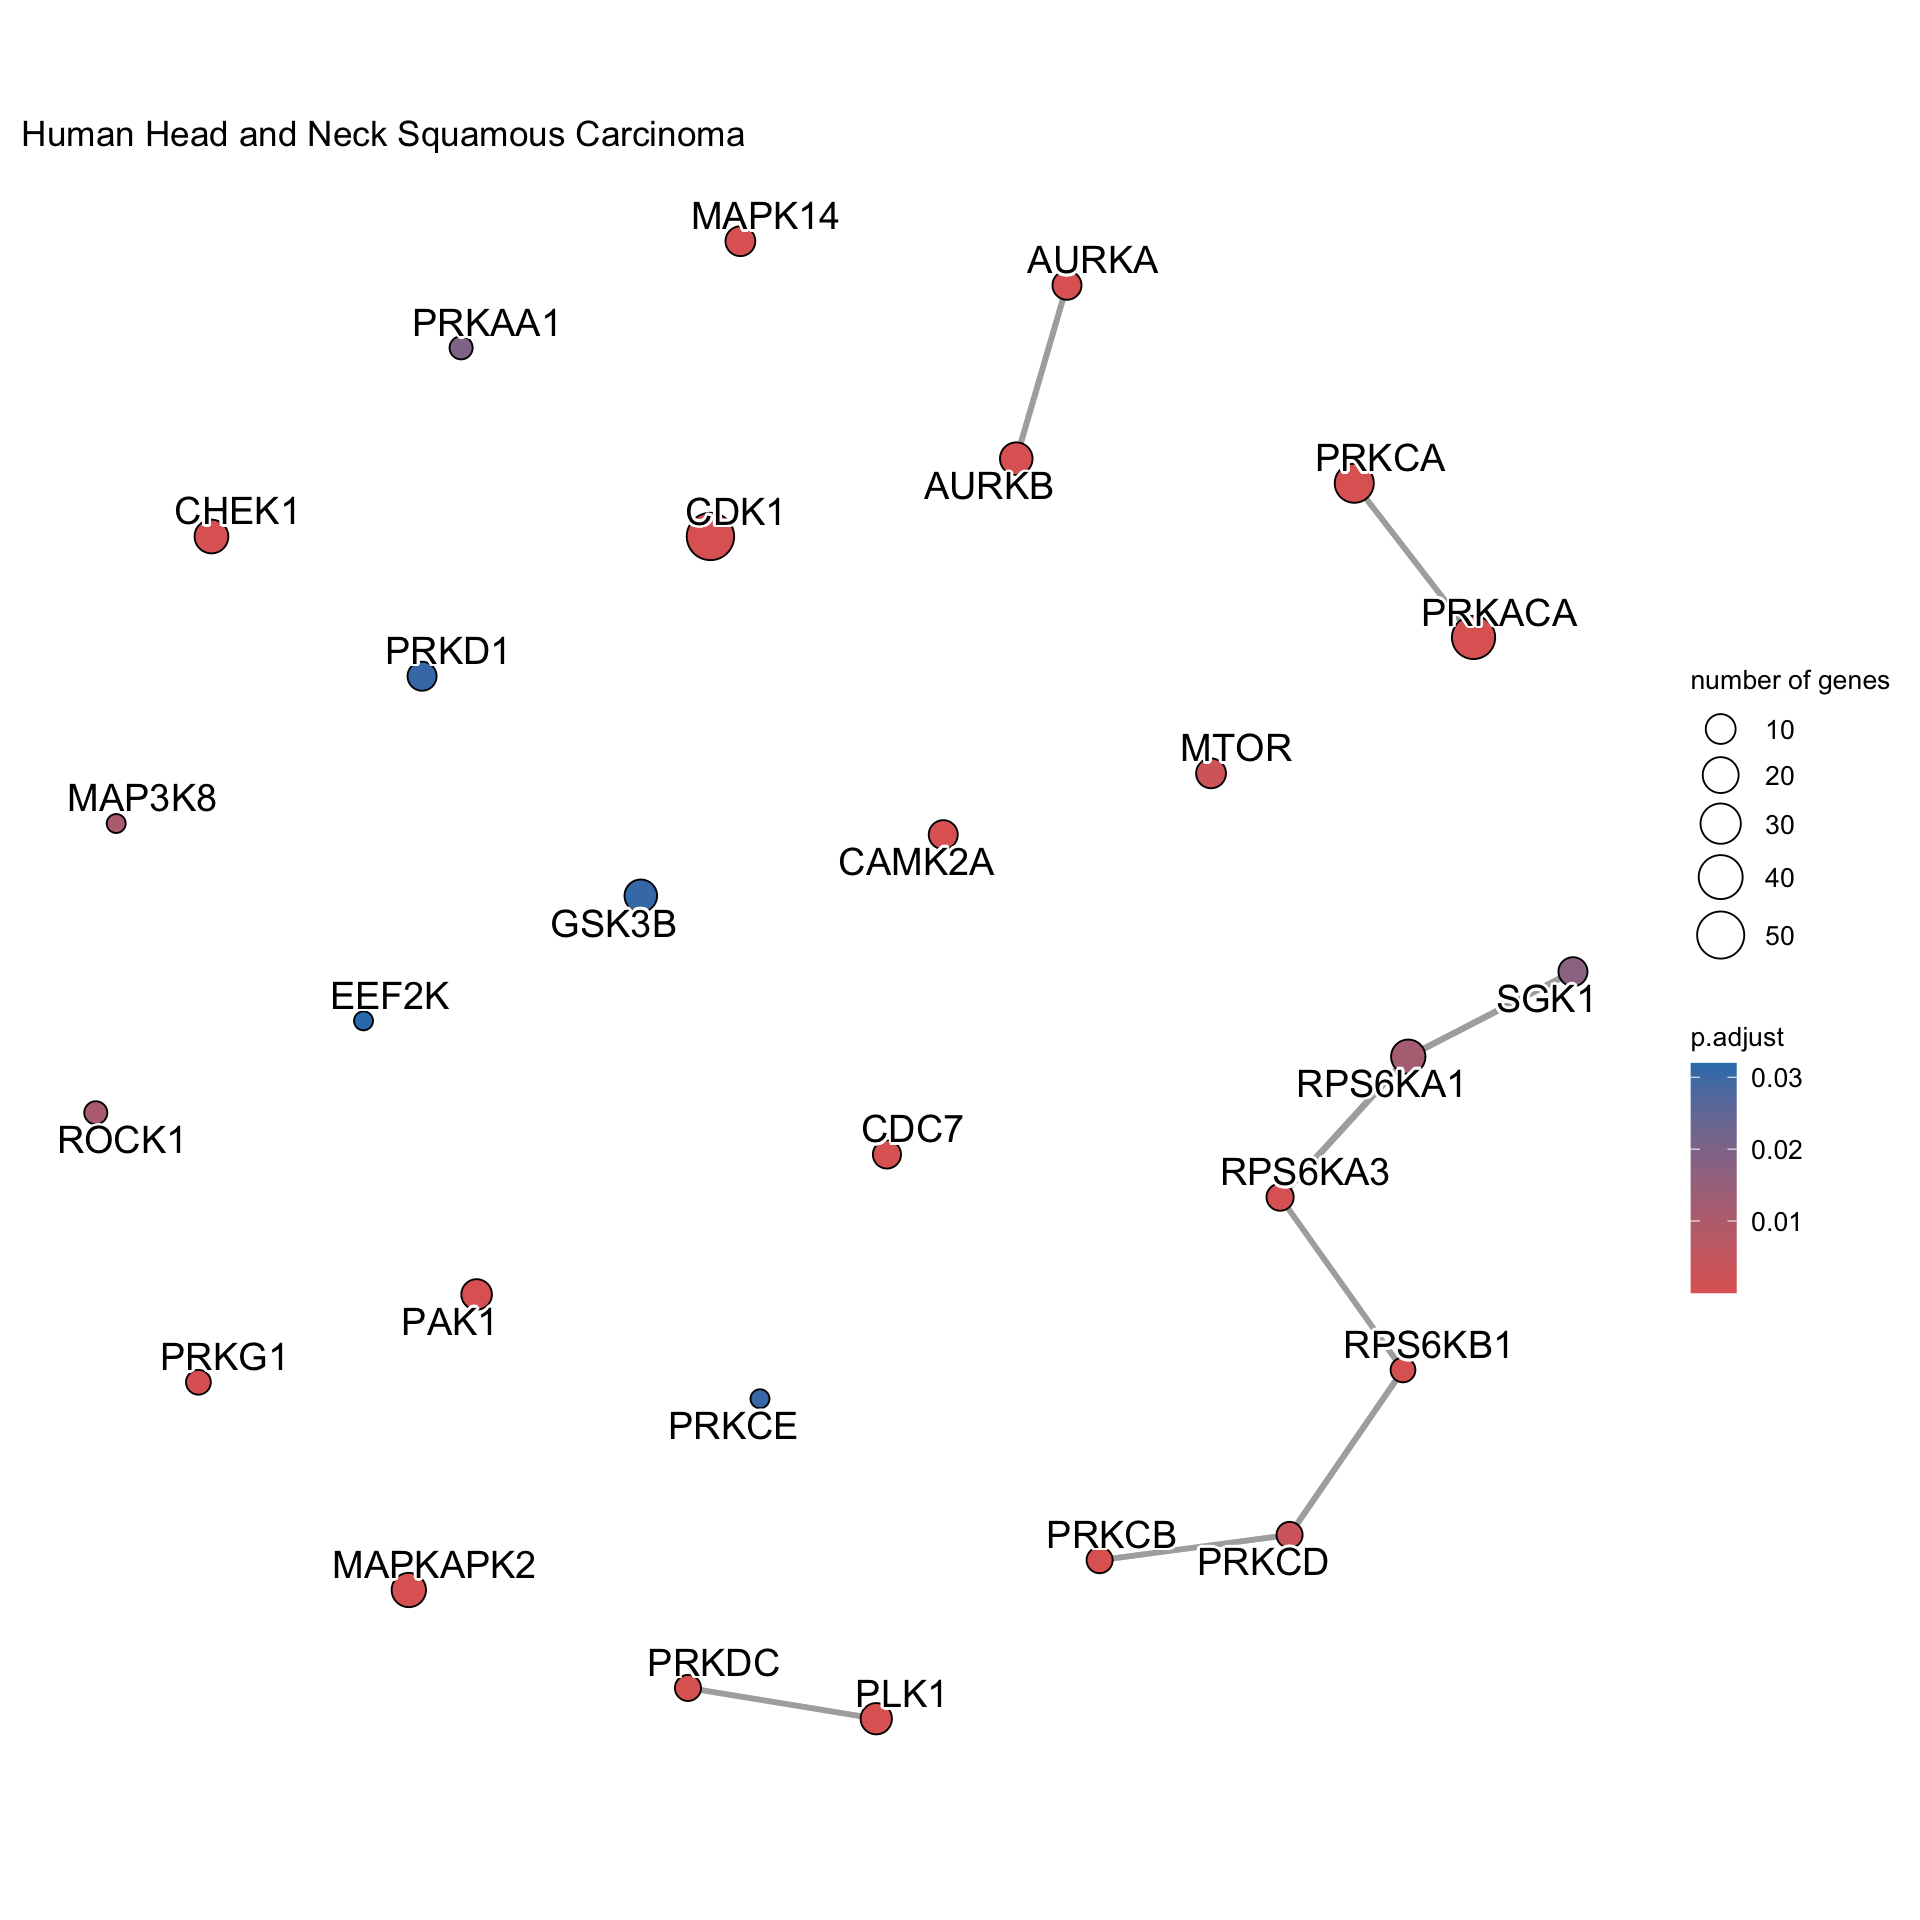 Human Head and Neck Squamous Carcinoma
MAPK14
AURKA
PRKAA1
PRKCA
AURKB
CHEK1
CDK1
PRKACA
PRKD1
number of genes
10
MTOR
20
MAP3K8
30
CAMK2A
40
GSK3B
50
EEF2K
SGK1
p.adjust
0.03
RPS6KA1
CDC7
ROCK1
0.02
RPS6KA3
0.01
PAK1
RPS6KB1
PRKG1
PRKCE
PRKCB
PRKCD
MAPKAPK2
PRKDC
PLK1